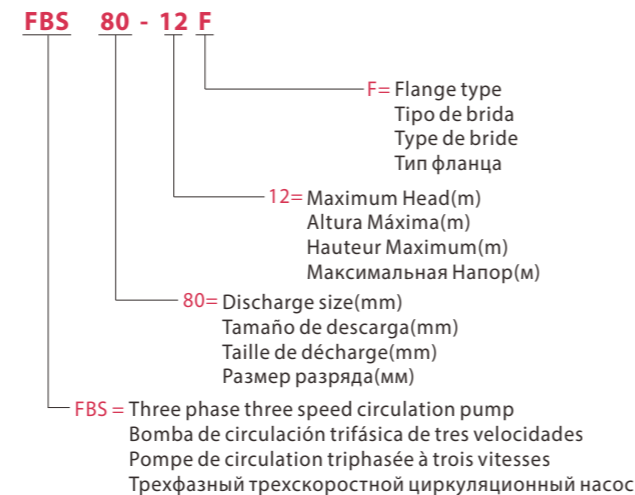 FBS 80 - 12 F
F= Flange type
Tipo de brida
Type de bride
Тип фланца
12= Maximum Head(m)
Altura Máxima(m)
Hauteur Maximum(m)
Максимальная Напор(м)
80= Discharge size(mm)
Tamaño de descarga(mm)
Taille de décharge(mm)
Размер разряда(мм)
FBS = Three phase three speed circulation pump
Bomba de circulación trifásica de tres velocidades
Pompe de circulation triphasée à trois vitesses
Трехфазный трехскоростной циркуляционный насос